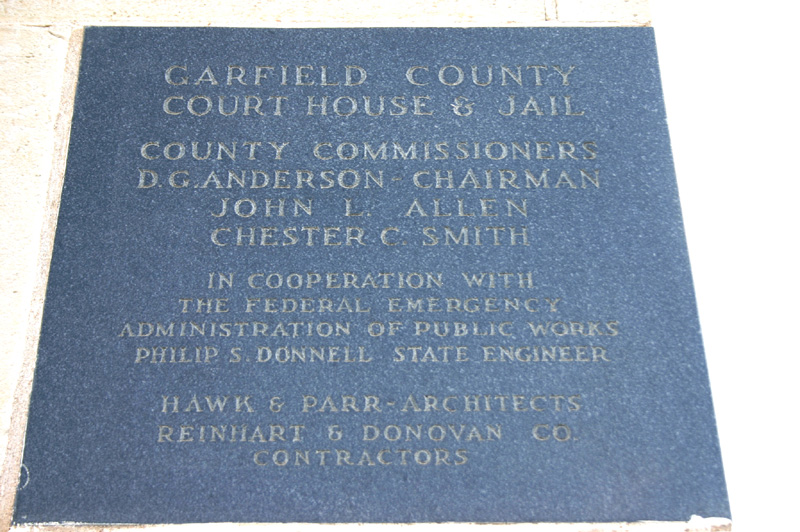 GARFIELD COUNTY
COURT HOUSE & JAIL
COUNTY COMMISSIONERS
D.G. ANDERSON - CHAIRMAN
JOHN L. ALLEN
CHESTER C. SMITH
IN COOPERATION WITH
THE FEDERAL EMERGENCY
ADMINISTRATION OF PUBLIC WORKS
PHILIP S. DONNELL STATE ENGINEER
HAWK & PARR - ARCHITECTS
REINHART & DONOVAN CO.
CONTRACTORS